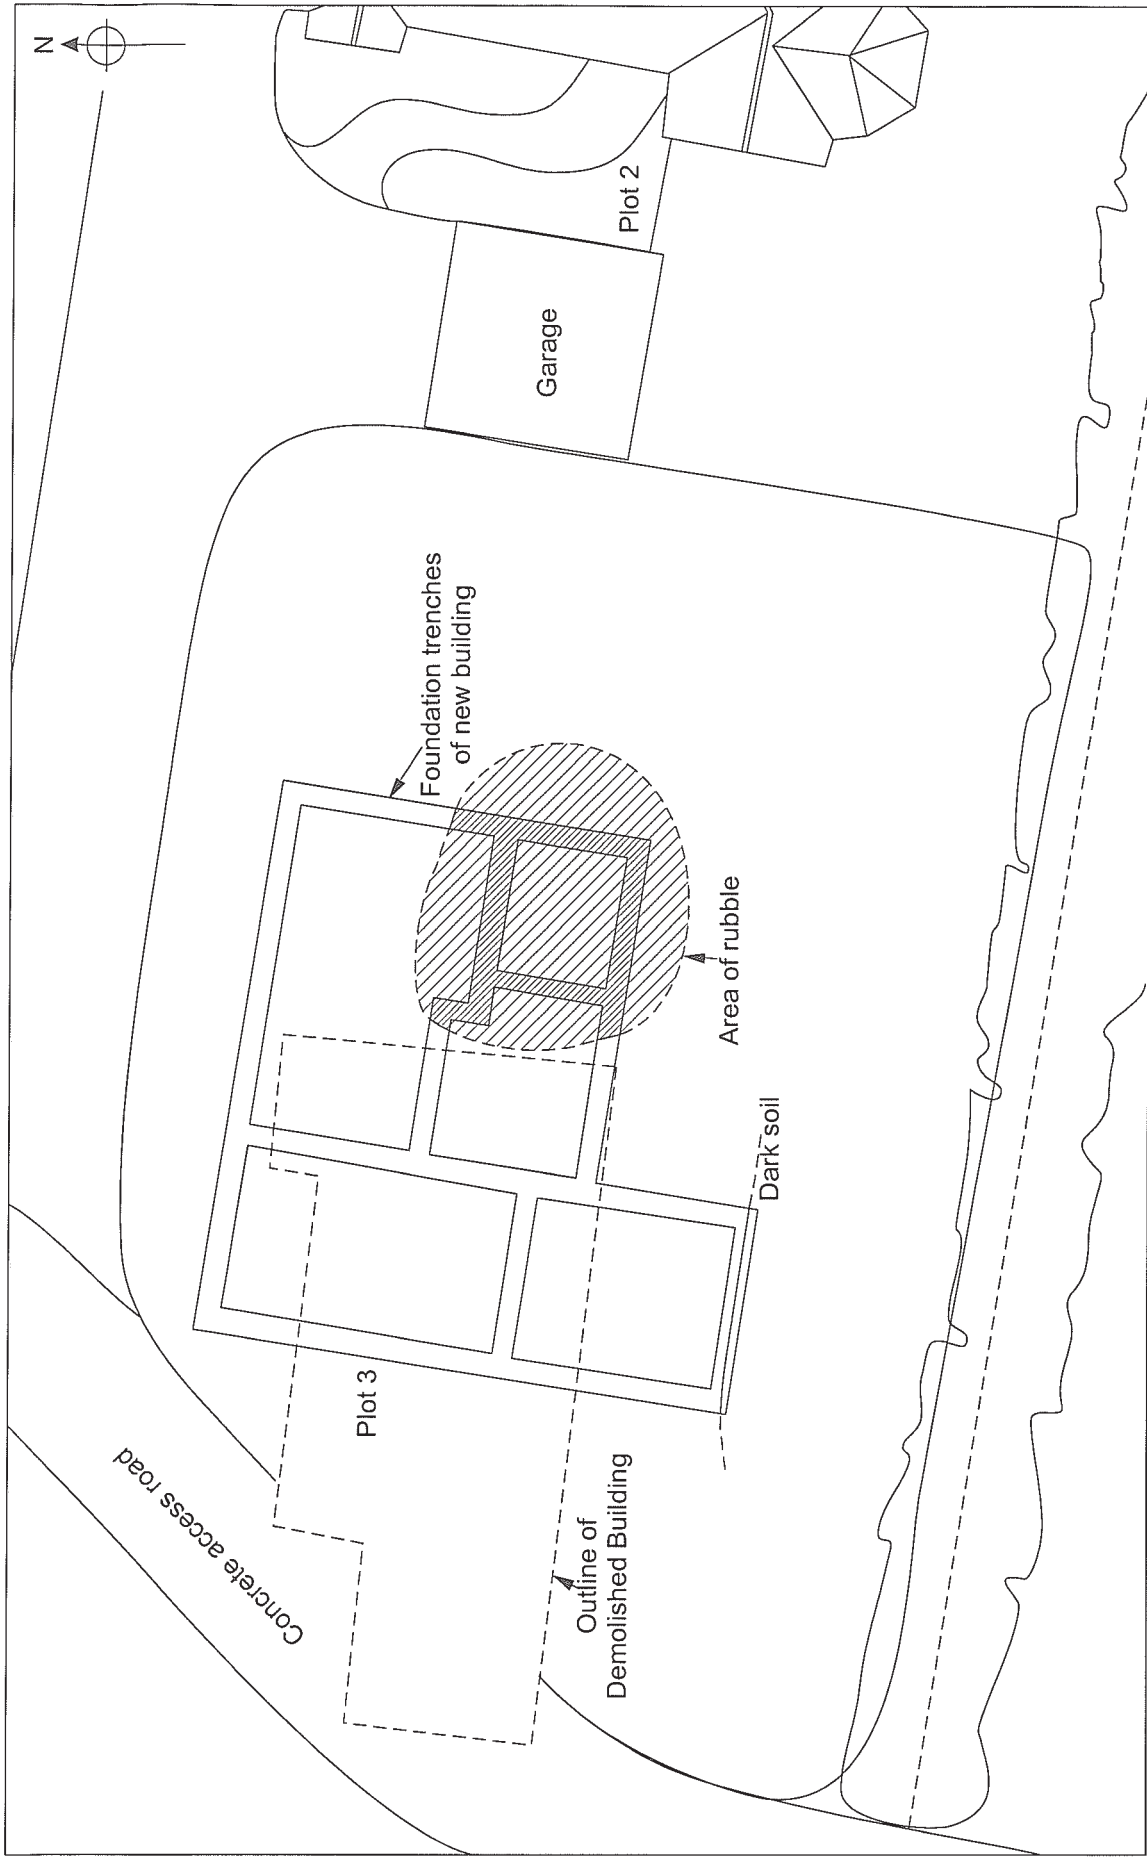 N
Plot 2
Garage
Foundation trenches
of new building
Area of rubble
Dark soil
Plot 3
Concrete access road
Outline of
Demolished Building